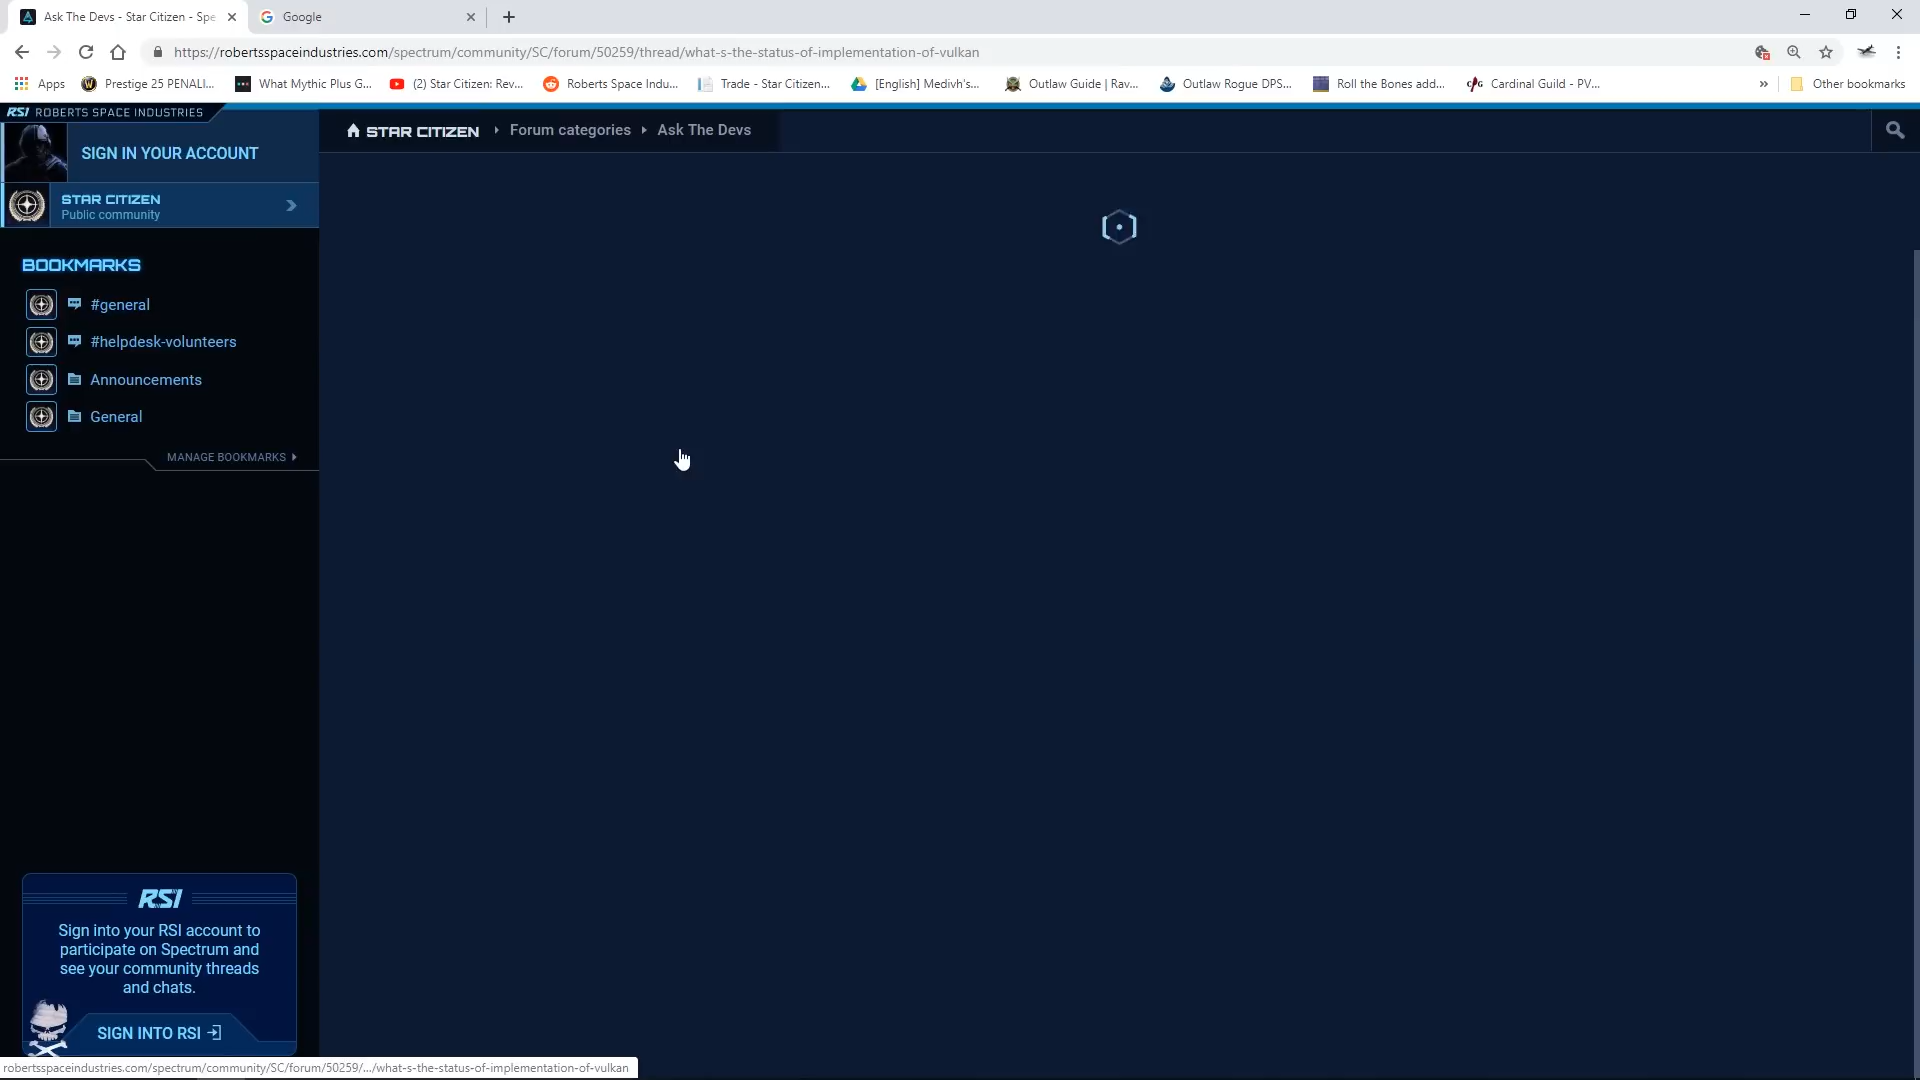 Ask The Devs - Star Citizen - Spe
Google
https://robertsspaceindustries.com/spectrum/community/SC/forum/50259/thread/what-s-the-status-of-implementation-of-vulkan
Apps
Prestige 25 PENALI...
What Mythic Plus G...
(2) Star Citizen: Rev...
Roberts Space Indu...
Trade - Star Citizen...
[English] Medivh's...
Outlaw Guide | Rav...
Outlaw Rogue DPS...
Roll the Bones add...
Cardinal Guild - PV...
»
Other bookmarks
RSI ROBERTS SPACE INDUSTRIES
SIGN IN YOUR ACCOUNT
STAR CITIZEN
Public community
STAR CITIZEN
Forum categories
Ask The Devs
BOOKMARKS
#general
#helpdesk-volunteers
Announcements
General
MANAGE BOOKMARKS
RSI
Sign into your RSI account to
participate on Spectrum and
see your community threads
and chats.
SIGN INTO RSI
robertsspaceindustries.com/spectrum/community/SC/forum/50259/.../what-s-the-status-of-implementation-of-vulkan